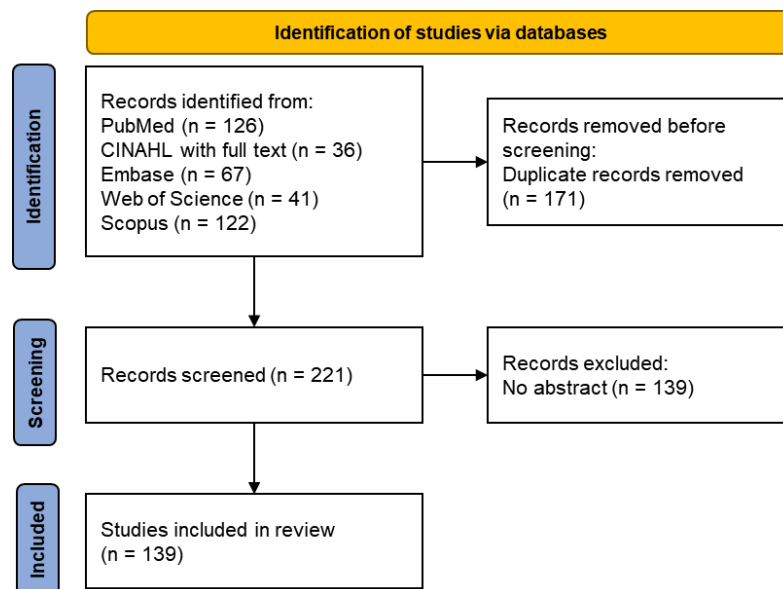 Identification of studies via databases
Identification
Records identified from:
PubMed (n = 126)
CINAHL with full text (n = 36)
Embase (n = 67)
Web of Science (n = 41)
Scopus (n = 122)
Records removed before
screening:
Duplicate records removed
(n = 171)
Screening
Records screened (n = 221)
Records excluded:
No abstract (n = 139)
Included
Studies included in review
(n = 139)